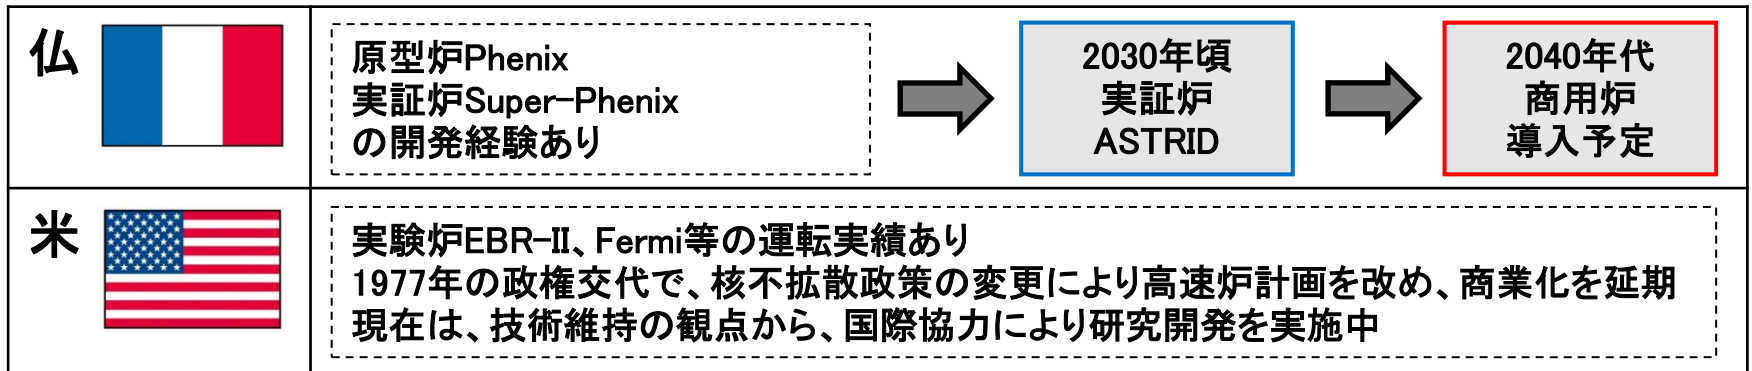 仏
原型炉Phenix
実証炉Super-Phenix
の開発経験あり
2030年頃
実証炉
ASTRID
2040年代
商用炉
導入予定
米
実験炉EBR-II、Fermi等の運転実績あり
1977年の政権交代で、核不拡散政策の変更により高速炉計画を改め、商業化を延期
現在は、技術維持の観点から、国際協力により研究開発を実施中